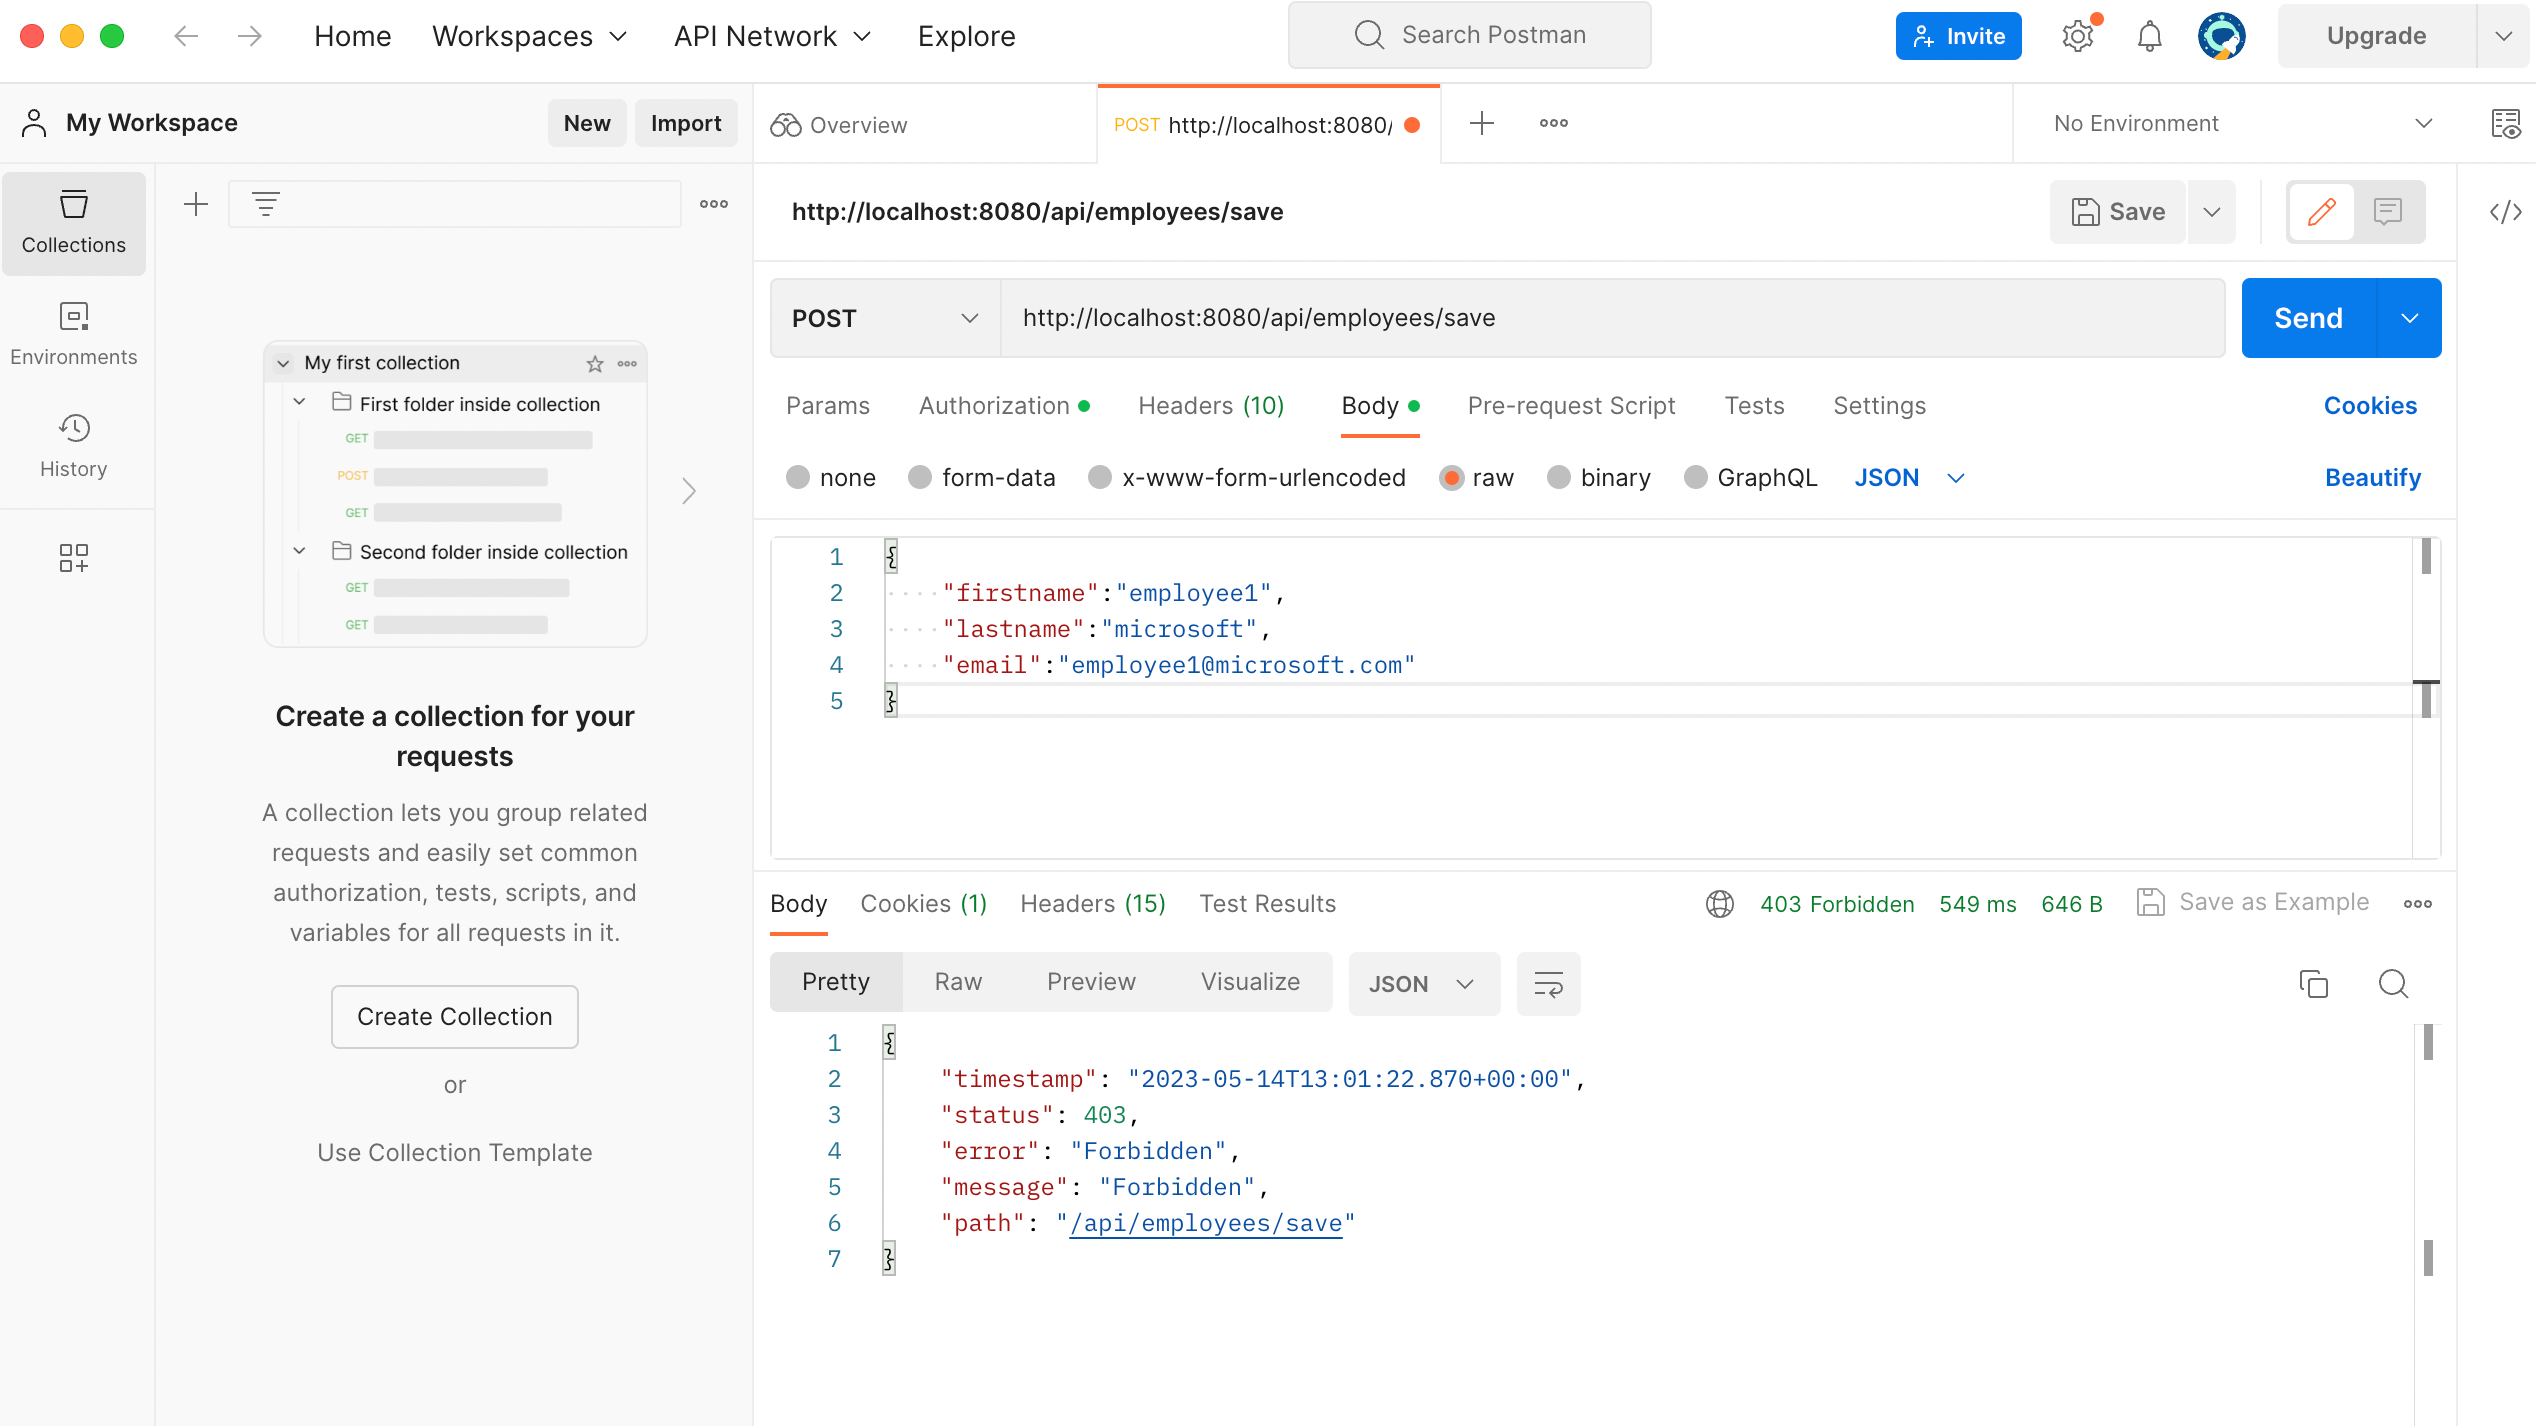 Home
Workspaces
API Network
Explore
Search Postman
Invite
Upgrade
My Workspace
New
Import
Overview
POST http://localhost:8080/
No Environment
Collections
Environments
History
My first collection
First folder inside collection
GET
POST
GET
Second folder inside collection
GET
GET
Create a collection for your
requests
A collection lets you group related
requests and easily set common
authorization, tests, scripts, and
variables for all requests in it.
Create Collection
or
Use Collection Template
http://localhost:8080/api/employees/save
Save
POST
http://localhost:8080/api/employees/save
Send
Params
Authorization
Headers (10)
Body
Pre-request Script
Tests
Settings
Cookies
none
form-data
x-www-form-urlencoded
raw
binary
GraphQL
JSON
Beautify
1 {
2 "firstname":"employee1",
3 "lastname":"microsoft",
4 "email":"employee1@microsoft.com"
5 }
Body
Cookies (1)
Headers (15)
Test Results
403 Forbidden
549 ms
646 B
Save as Example
Pretty
Raw
Preview
Visualize
JSON
1 {
2 "timestamp": "2023-05-14T13:01:22.870+00:00",
3 "status": 403,
4 "error": "Forbidden",
5 "message": "Forbidden",
6 "path": "/api/employees/save"
7 }